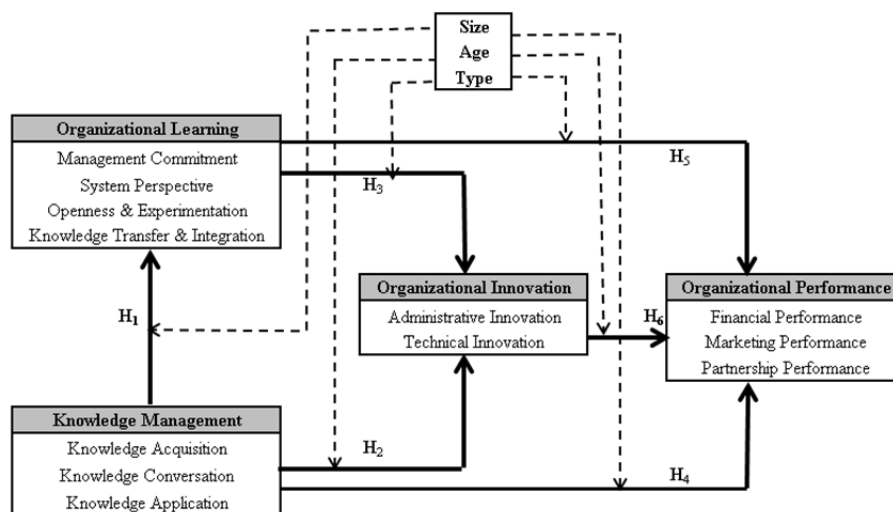 Size
Age
Type
Organizational Learning
Management Commitment
System Perspective
Openness & Experimentation
Knowledge Transfer & Integration
H5
H3
Organizational Innovation
Administrative Innovation
Technical Innovation
Organizational Performance
Financial Performance
Marketing Performance
Partnership Performance
H1
H6
Knowledge Management
Knowledge Acquisition
Knowledge Conversation
Knowledge Application
H2
H4